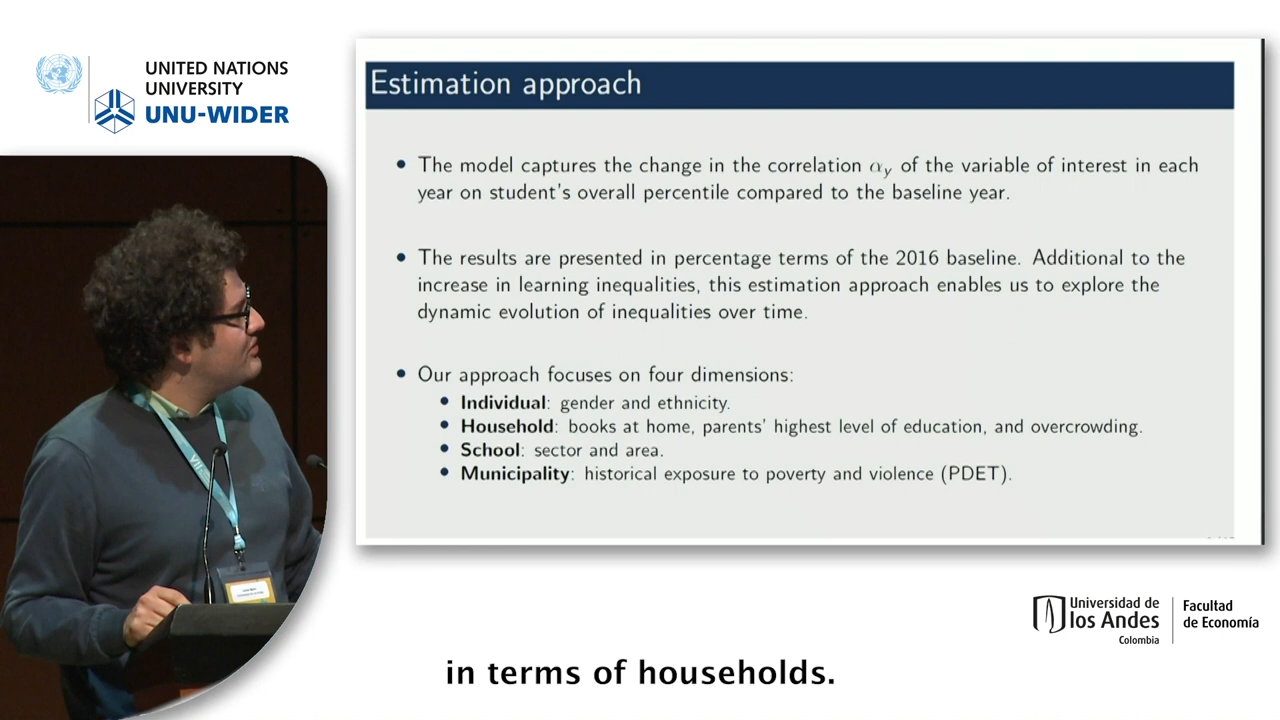 UNITED NATIONS
UNIVERSITY
UNU-WIDER
Estimation approach
• The model captures the change in the correlation αy of the variable of interest in each
year on student's overall percentile compared to the baseline year.
• The results are presented in percentage terms of the 2016 baseline. Additional to the
increase in learning inequalities, this estimation approach enables us to explore the
dynamic evolution of inequalities over time.
• Our approach focuses on four dimensions:
• Individual: gender and ethnicity.
• Household: books at home, parents' highest level of education, and overcrowding.
• School: sector and area.
• Municipality: historical exposure to poverty and violence (PDET).
Universidad de
los Andes
Colombia
Facultad
de Economía
in terms of households.